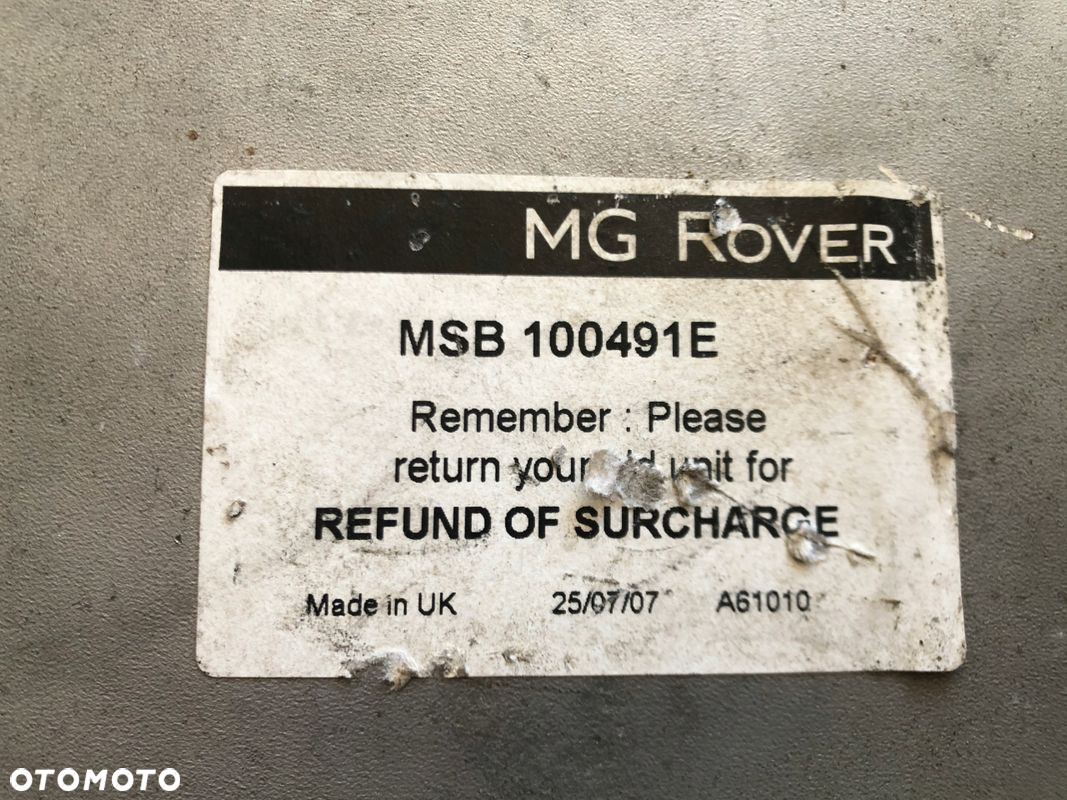 MG ROVER
MSB 100491E
Remember : Please
return your old unit for
REFUND OF SURCHARGE
Made in UK 25/07/07 A61010
OTOMOTO